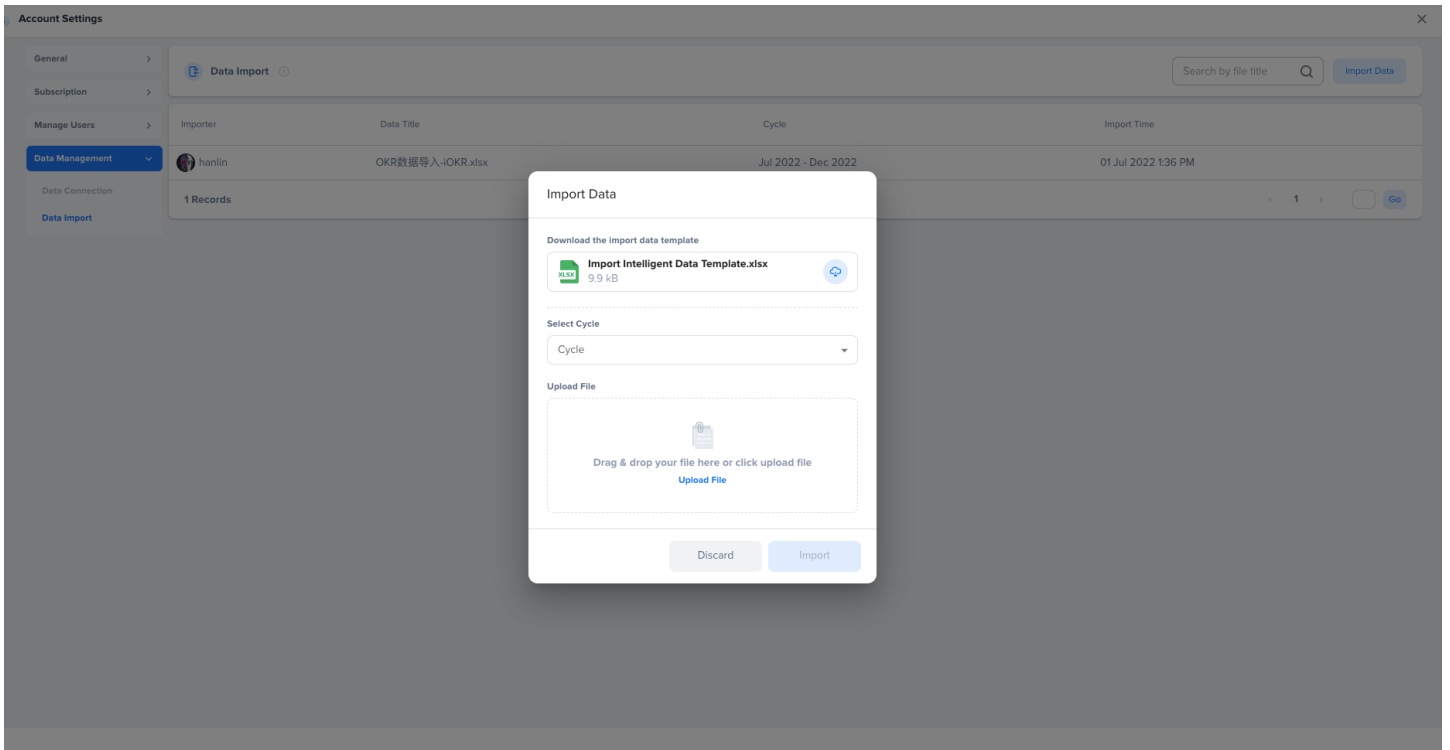 Account Settings
General
Subscription
Manage Users
Data Management
Data Connection
Data Import
Data Import
Search by file title
Import Data
Importer Data Title Cycle Import Time
hanlin OKR数据导入-iOKR.xlsx Jul 2022 - Dec 2022 01 Jul 2022 1:36 PM
1 Records
1
Go
Import Data
Download the import data template
XLSX
Import Intelligent Data Template.xlsx
9.9 kB
Select Cycle
Cycle
Upload File
Drag & drop your file here or click upload file
Upload File
Discard
Import